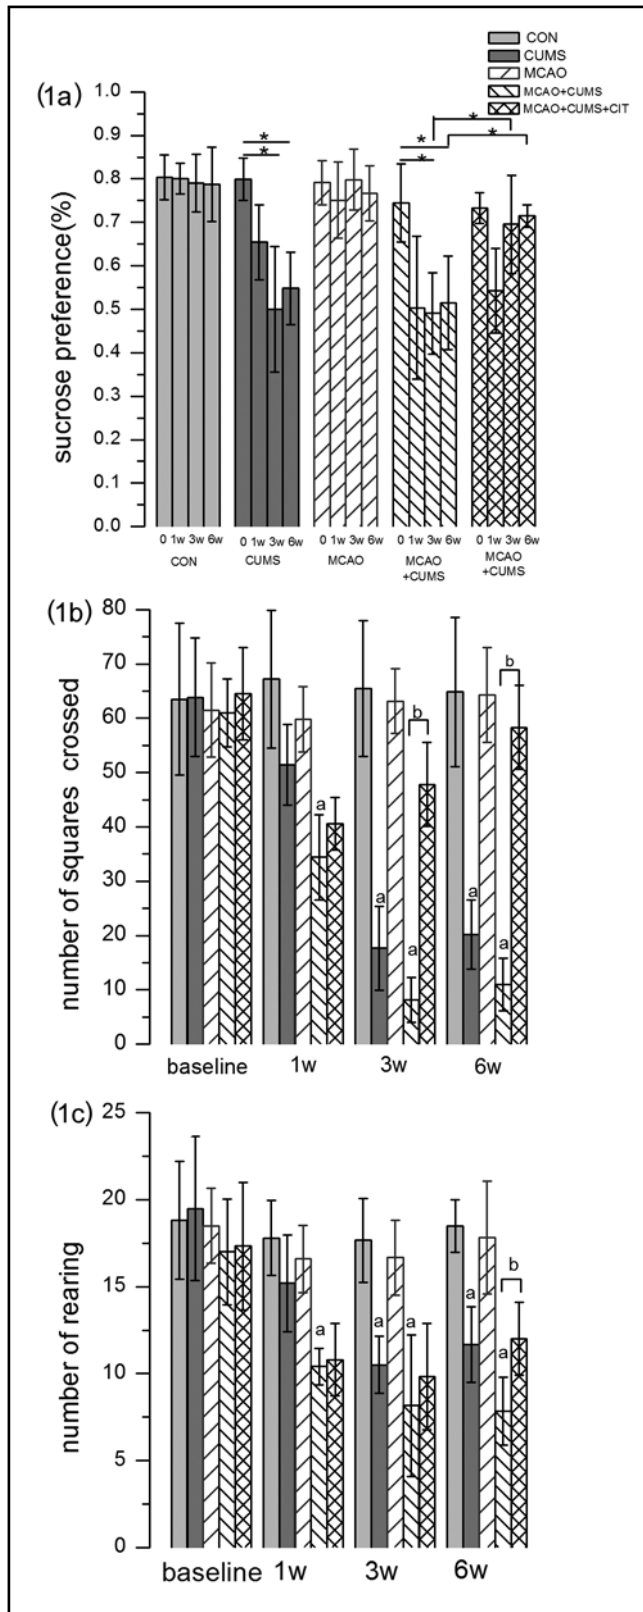 CON
CUMS
MCAO
MCAO+CUMS
MCAO+CUMS+CIT
(1a)
sucrose preference(%)
1.0
0.9
0.8
0.7
0.6
0.5
0.4
0.3
0.2
0.1
0.0
* * * * * *
0 1w 3w 6w 0 1w 3w 6w 0 1w 3w 6w 0 1w 3w 6w 0 1w 3w 6w
CON CUMS MCAO MCAO +CUMS MCAO +CUMS
(1b)
number of squares crossed
80
70
60
50
40
30
20
10
0
a a a b a a b
baseline 1w 3w 6w
(1c)
number of rearing
25
20
15
10
5
0
a a a a a b
baseline 1w 3w 6w